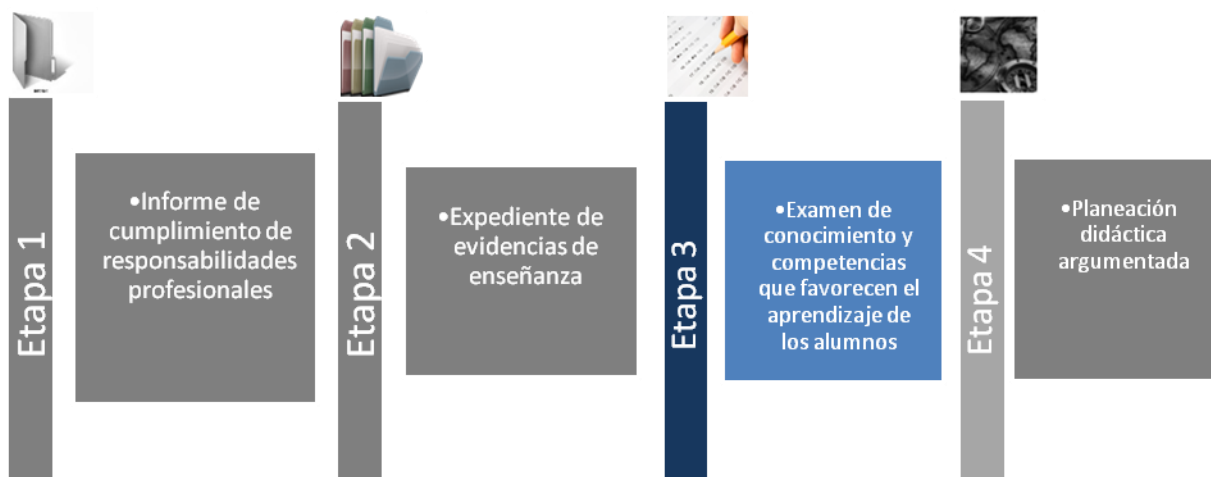 Etapa 1
•Informe de
cumplimiento de
responsabilidades
profesionales
Etapa 2
•Expediente de
evidencias de
enseñanza
Etapa 3
•Examen de
conocimiento y
competencias
que favorecen el
aprendizaje de
los alumnos
Etapa 4
•Planeación
didáctica
argumentada